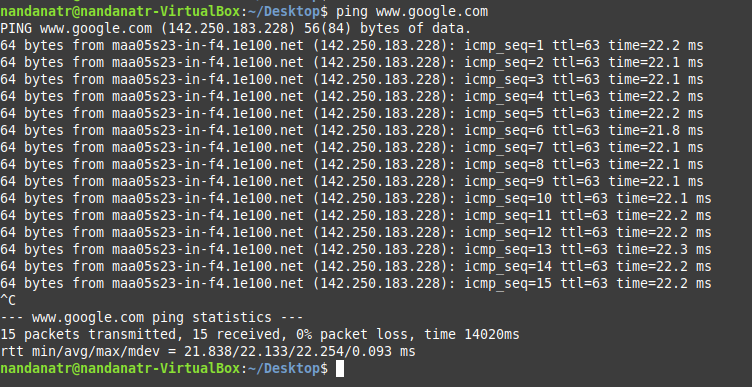 nandanatr@nandanatr-VirtualBox:~/Desktop$ ping www.google.com
PING www.google.com (142.250.183.228) 56(84) bytes of data.
64 bytes from maa05s23-in-f4.1e100.net (142.250.183.228): icmp_seq=1 ttl=63 time=22.2 ms
64 bytes from maa05s23-in-f4.1e100.net (142.250.183.228): icmp_seq=2 ttl=63 time=22.1 ms
64 bytes from maa05s23-in-f4.1e100.net (142.250.183.228): icmp_seq=3 ttl=63 time=22.1 ms
64 bytes from maa05s23-in-f4.1e100.net (142.250.183.228): icmp_seq=4 ttl=63 time=22.2 ms
64 bytes from maa05s23-in-f4.1e100.net (142.250.183.228): icmp_seq=5 ttl=63 time=22.2 ms
64 bytes from maa05s23-in-f4.1e100.net (142.250.183.228): icmp_seq=6 ttl=63 time=21.8 ms
64 bytes from maa05s23-in-f4.1e100.net (142.250.183.228): icmp_seq=7 ttl=63 time=22.1 ms
64 bytes from maa05s23-in-f4.1e100.net (142.250.183.228): icmp_seq=8 ttl=63 time=22.1 ms
64 bytes from maa05s23-in-f4.1e100.net (142.250.183.228): icmp_seq=9 ttl=63 time=22.1 ms
64 bytes from maa05s23-in-f4.1e100.net (142.250.183.228): icmp_seq=10 ttl=63 time=22.1 ms
64 bytes from maa05s23-in-f4.1e100.net (142.250.183.228): icmp_seq=11 ttl=63 time=22.2 ms
64 bytes from maa05s23-in-f4.1e100.net (142.250.183.228): icmp_seq=12 ttl=63 time=22.2 ms
64 bytes from maa05s23-in-f4.1e100.net (142.250.183.228): icmp_seq=13 ttl=63 time=22.3 ms
64 bytes from maa05s23-in-f4.1e100.net (142.250.183.228): icmp_seq=14 ttl=63 time=22.2 ms
64 bytes from maa05s23-in-f4.1e100.net (142.250.183.228): icmp_seq=15 ttl=63 time=22.2 ms
^C
--- www.google.com ping statistics ---
15 packets transmitted, 15 received, 0% packet loss, time 14020ms
rtt min/avg/max/mdev = 21.838/22.133/22.254/0.093 ms
nandanatr@nandanatr-VirtualBox:~/Desktop$